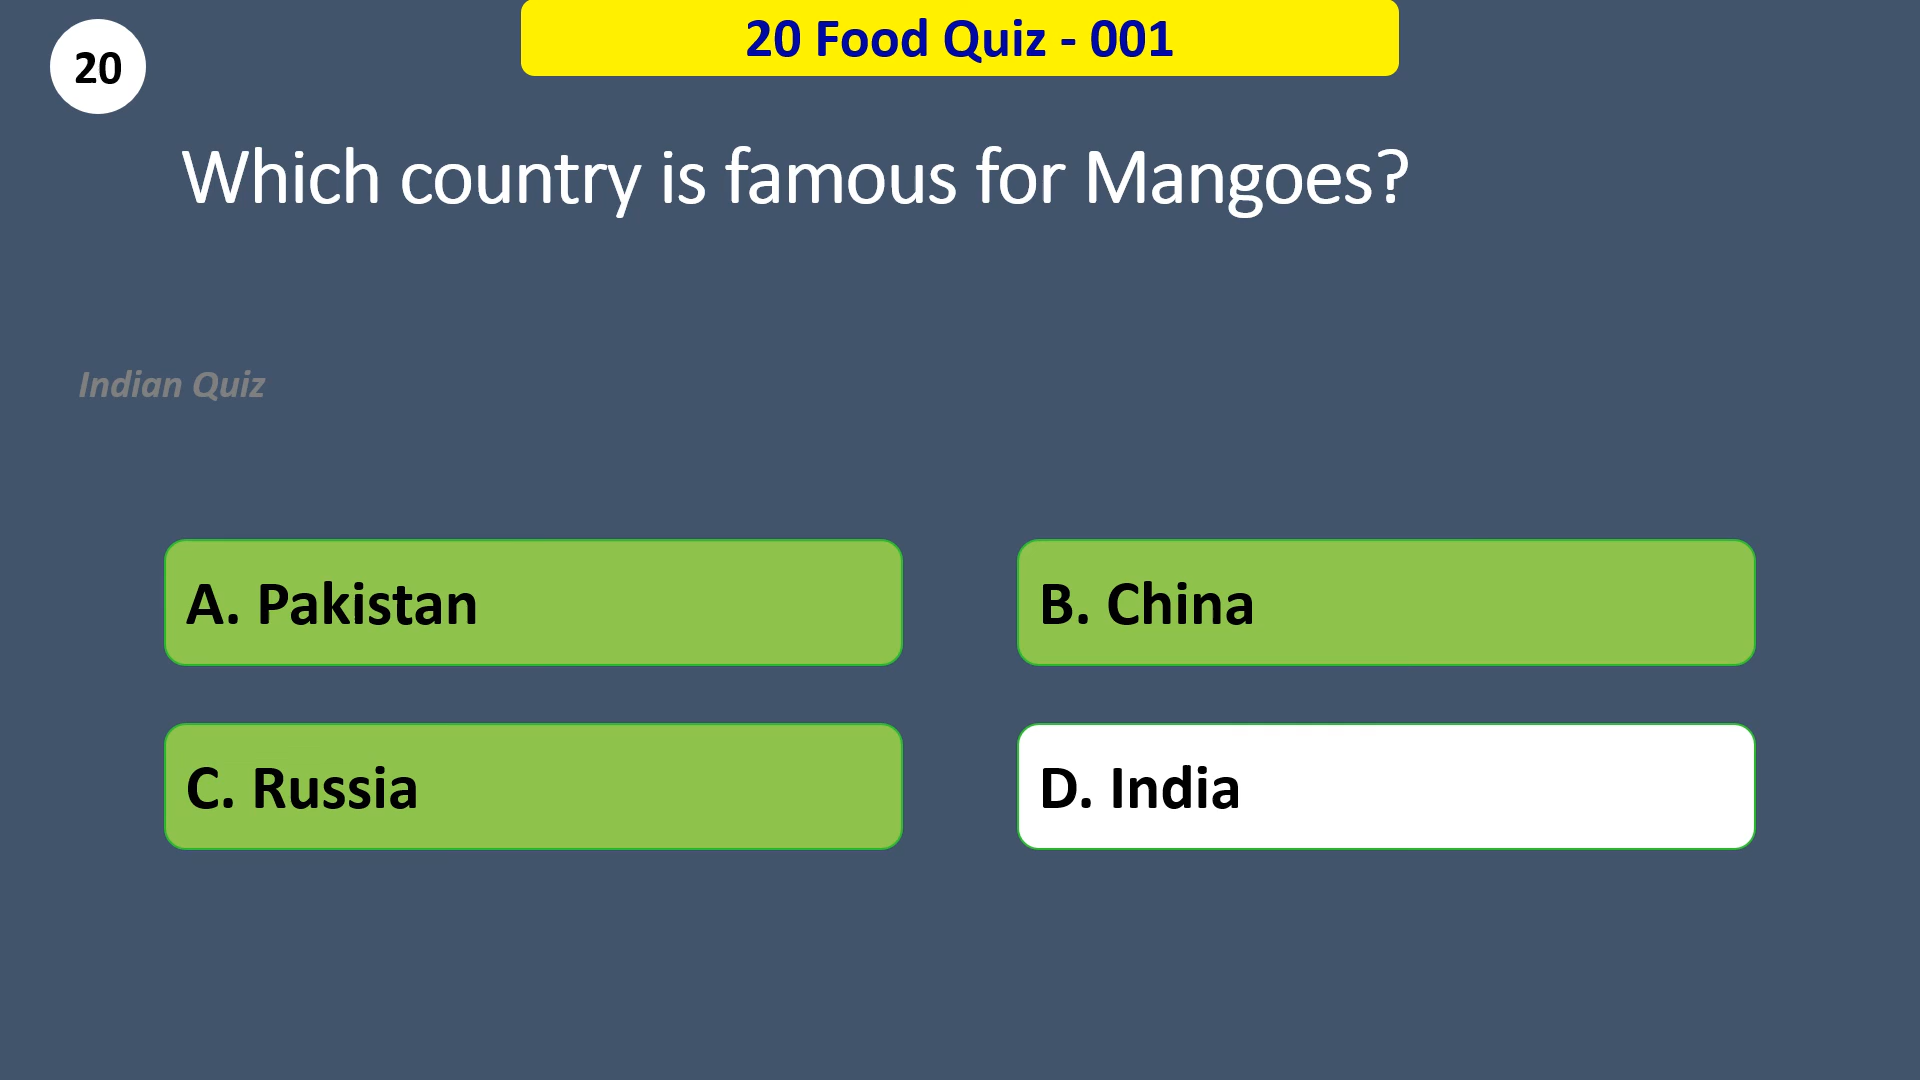 20
20 Food Quiz - 001
Which country is famous for Mangoes?
Indian Quiz
A. Pakistan
B. China
C. Russia
D. India